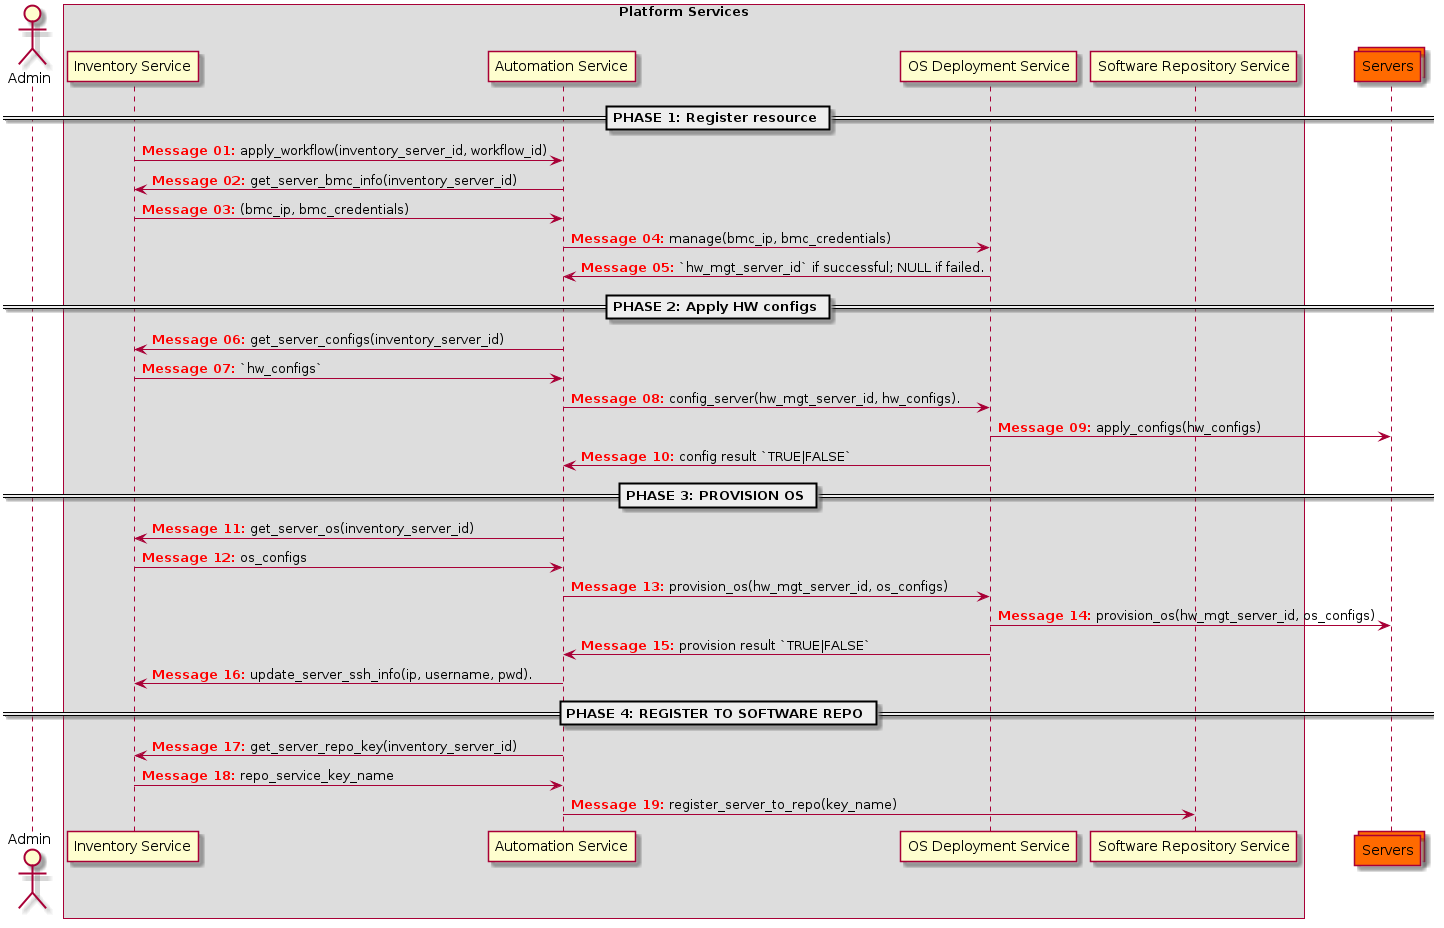 Platform Services
Admin
Inventory Service
Automation Service
OS Deployment Service
Software Repository Service
Servers
PHASE 1: Register resource
Message 01: apply_workflow(inventory_server_id, workflow_id)
Message 02: get_server_bmc_info(inventory_server_id)
Message 03: (bmc_ip, bmc_credentials)
Message 04: manage(bmc_ip, bmc_credentials)
Message 05: `hw_mgt_server_id` if successful; NULL if failed.
PHASE 2: Apply HW configs
Message 06: get_server_configs(inventory_server_id)
Message 07: `hw_configs`
Message 08: config_server(hw_mgt_server_id, hw_configs).
Message 09: apply_configs(hw_configs)
Message 10: config result `TRUE|FALSE`
PHASE 3: PROVISION OS
Message 11: get_server_os(inventory_server_id)
Message 12: os_configs
Message 13: provision_os(hw_mgt_server_id, os_configs)
Message 14: provision_os(hw_mgt_server_id, os_configs)
Message 15: provision result `TRUE|FALSE`
Message 16: update_server_ssh_info(ip, username, pwd).
PHASE 4: REGISTER TO SOFTWARE REPO
Message 17: get_server_repo_key(inventory_server_id)
Message 18: repo_service_key_name
Message 19: register_server_to_repo(key_name)
Admin
Inventory Service
Automation Service
OS Deployment Service
Software Repository Service
Servers